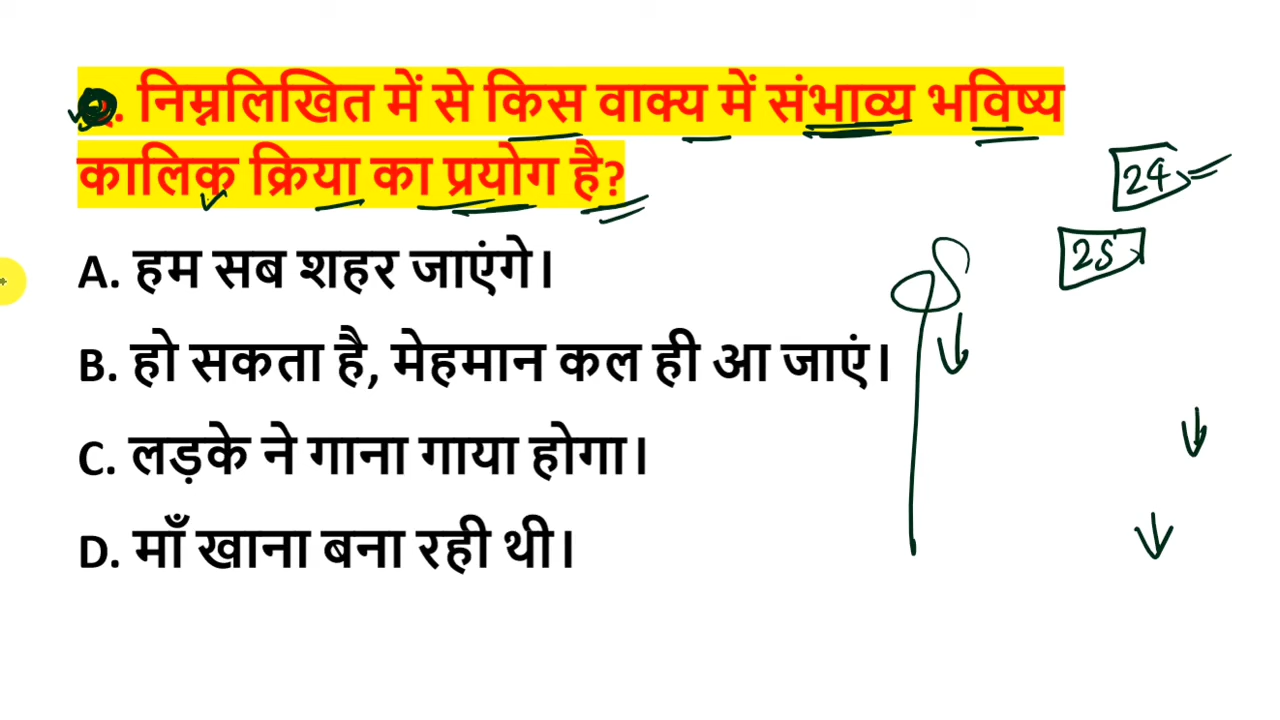 निम्नलिखित में से किस वाक्य में संभाव्य भविष्य
कालिक क्रिया का प्रयोग है?
24
25
A. हम सब शहर जाएंगे।
B. हो सकता है, मेहमान कल ही आ जाएं।
C. लड़के ने गाना गाया होगा।
D. माँ खाना बना रही थी।